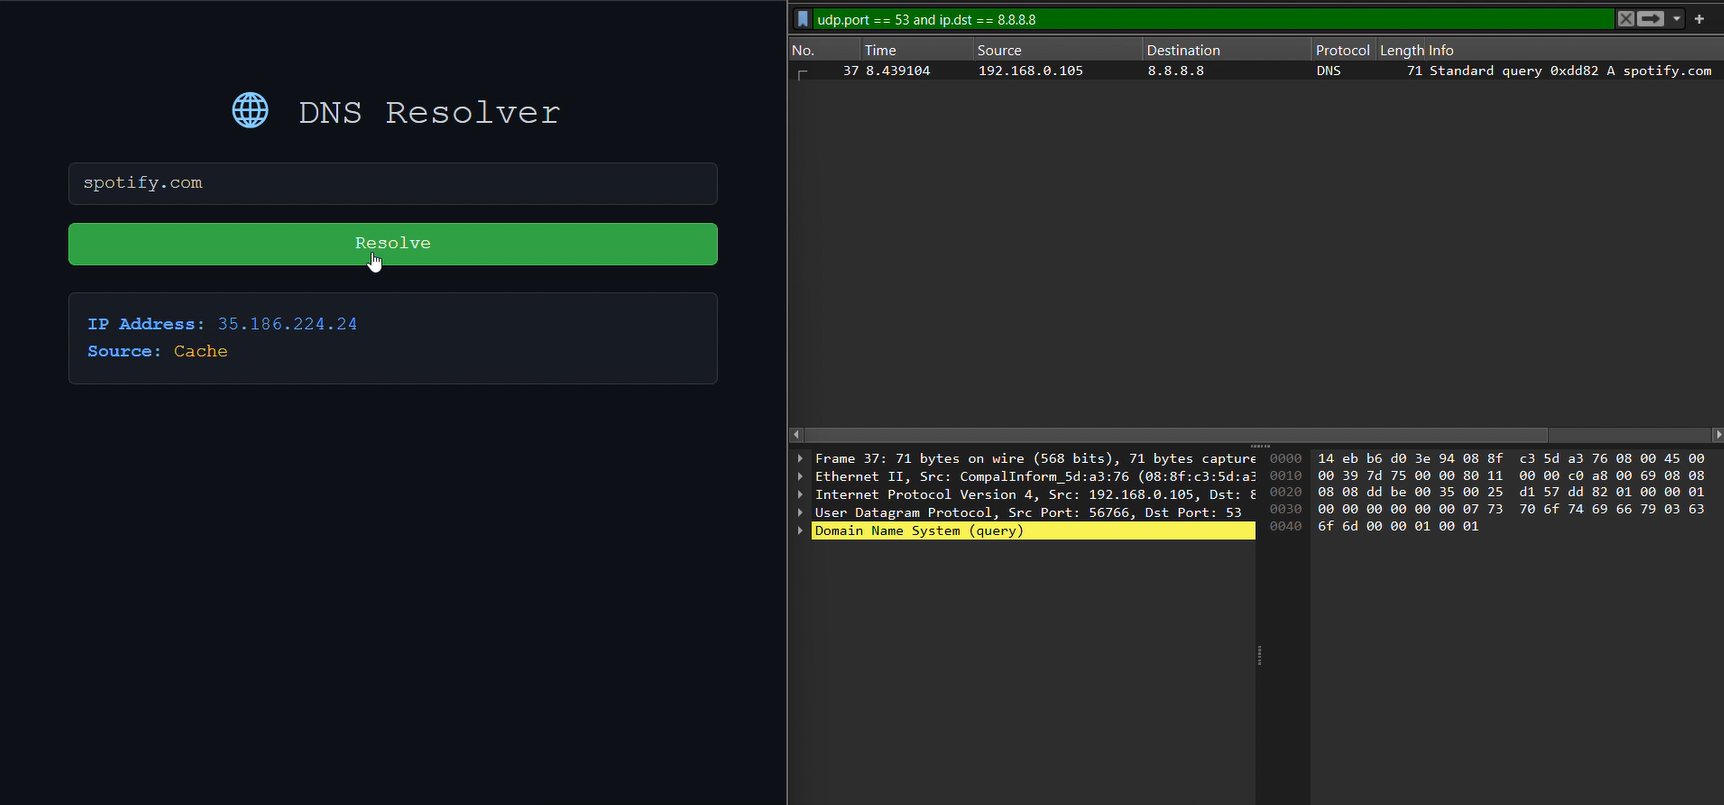 DNS Resolver
spotify.com
Resolve
IP Address: 35.186.224.24
Source: Cache
udp.port == 53 and ip.dst == 8.8.8.8
No. Time Source Destination Protocol Length Info
37 8.439104 192.168.0.105 8.8.8.8 DNS 71 Standard query 0xdd82 A spotify.com
Frame 37: 71 bytes on wire (568 bits), 71 bytes capture
Ethernet II, Src: CompalInform_5d:a3:76 (08:8f:c3:5d:a3
Internet Protocol Version 4, Src: 192.168.0.105, Dst: 8
User Datagram Protocol, Src Port: 56766, Dst Port: 53
Domain Name System (query)
0000 14 eb b6 d0 3e 94 08 8f c3 5d a3 76 08 00 45 00
0010 00 39 7d 75 00 00 80 11 00 00 c0 a8 00 69 08 08
0020 08 08 dd be 00 35 00 25 d1 57 dd 82 01 00 00 01
0030 00 00 00 00 00 00 07 73 70 6f 74 69 66 79 03 63
0040 6f 6d 00 00 01 00 01